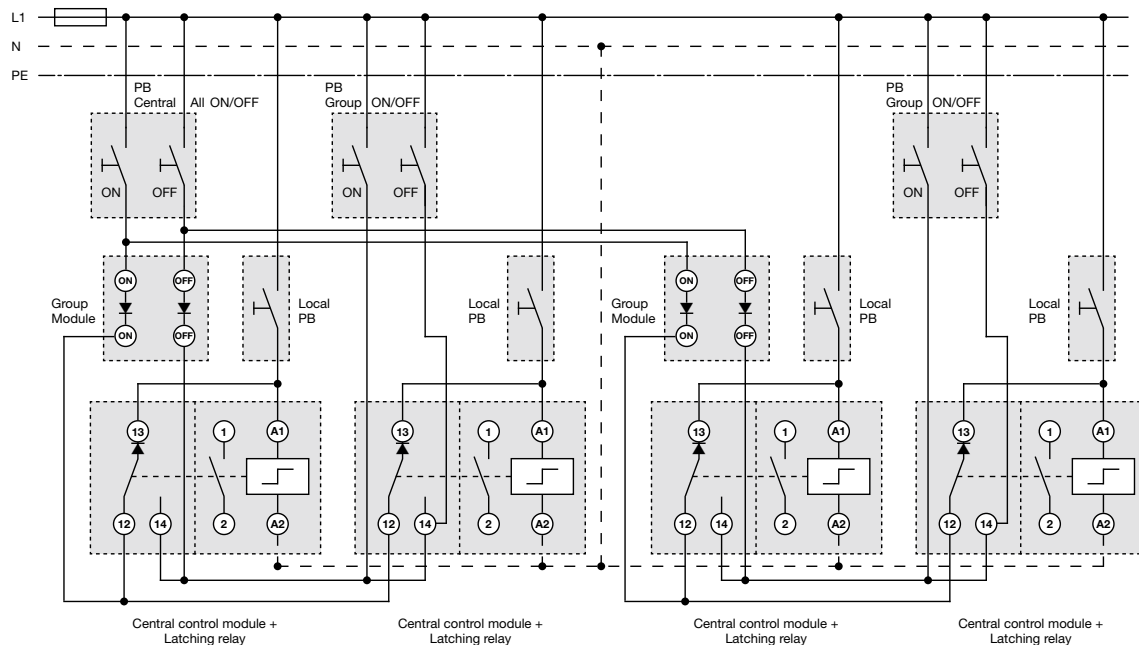 L1
N
PE
PB
Central All ON/OFF
PB
Group ON/OFF
PB
Group ON/OFF
ON OFF
ON OFF
ON OFF
ON OFF
Group
Module
ON OFF
Local
PB
Local
PB
ON OFF
Group
Module
ON OFF
Local
PB
Local
PB
13 1 A1
13 1 A1
13 1 A1
13 1 A1
12 14 2 A2
12 14 2 A2
12 14 2 A2
12 14 2 A2
Central control module +
Latching relay
Central control module +
Latching relay
Central control module +
Latching relay
Central control module +
Latching relay